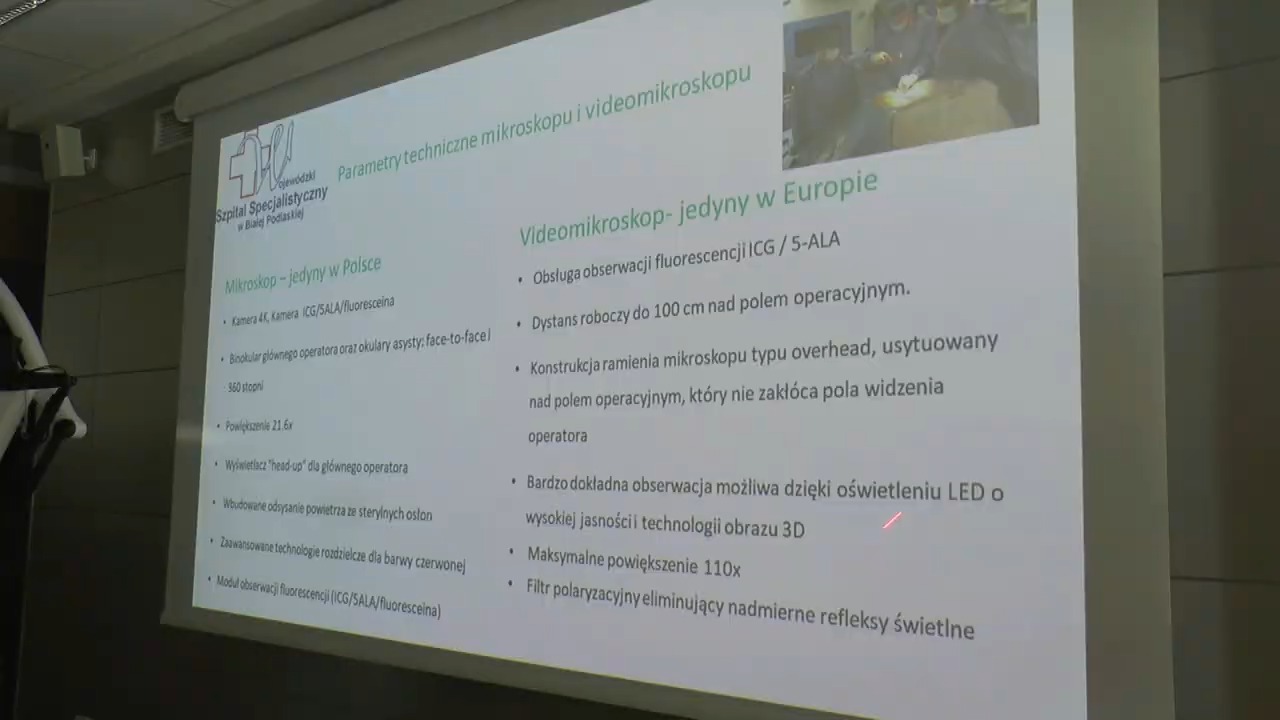 Parametry techniczne mikroskopu i videomikroskopu
ojewódzki
Szpital Specjalistyczny
w Białej Podlaskiej
Mikroskop – jedyny w Polsce
• Kamera 4K, Kamera ICG/5ALA/fluoresceina
• Binokular głównego operatora oraz okulary asysty: face-to-face i
360 stopni
• Powiększenie 21.6x
• Wyświetlacz "head-up" dla głównego operatora
• Wbudowane odsysanie powietrza ze sterylnych osłon
• Zaawansowane technologie rozdzielcze dla barwy czerwonej
• Moduł obserwacji fluorescencji (ICG/5ALA/fluoresceina)
Videomikroskop- jedyny w Europie
• Obsługa obserwacji fluorescencji ICG / 5-ALA
• Dystans roboczy do 100 cm nad polem operacyjnym.
• Konstrukcja ramienia mikroskopu typu overhead, usytuowany
nad polem operacyjnym, który nie zakłóca pola widzenia
operatora
• Bardzo dokładna obserwacja możliwa dzięki oświetleniu LED o
wysokiej jasności i technologii obrazu 3D
• Maksymalne powiększenie 110x
• Filtr polaryzacyjny eliminujący nadmierne refleksy świetlne